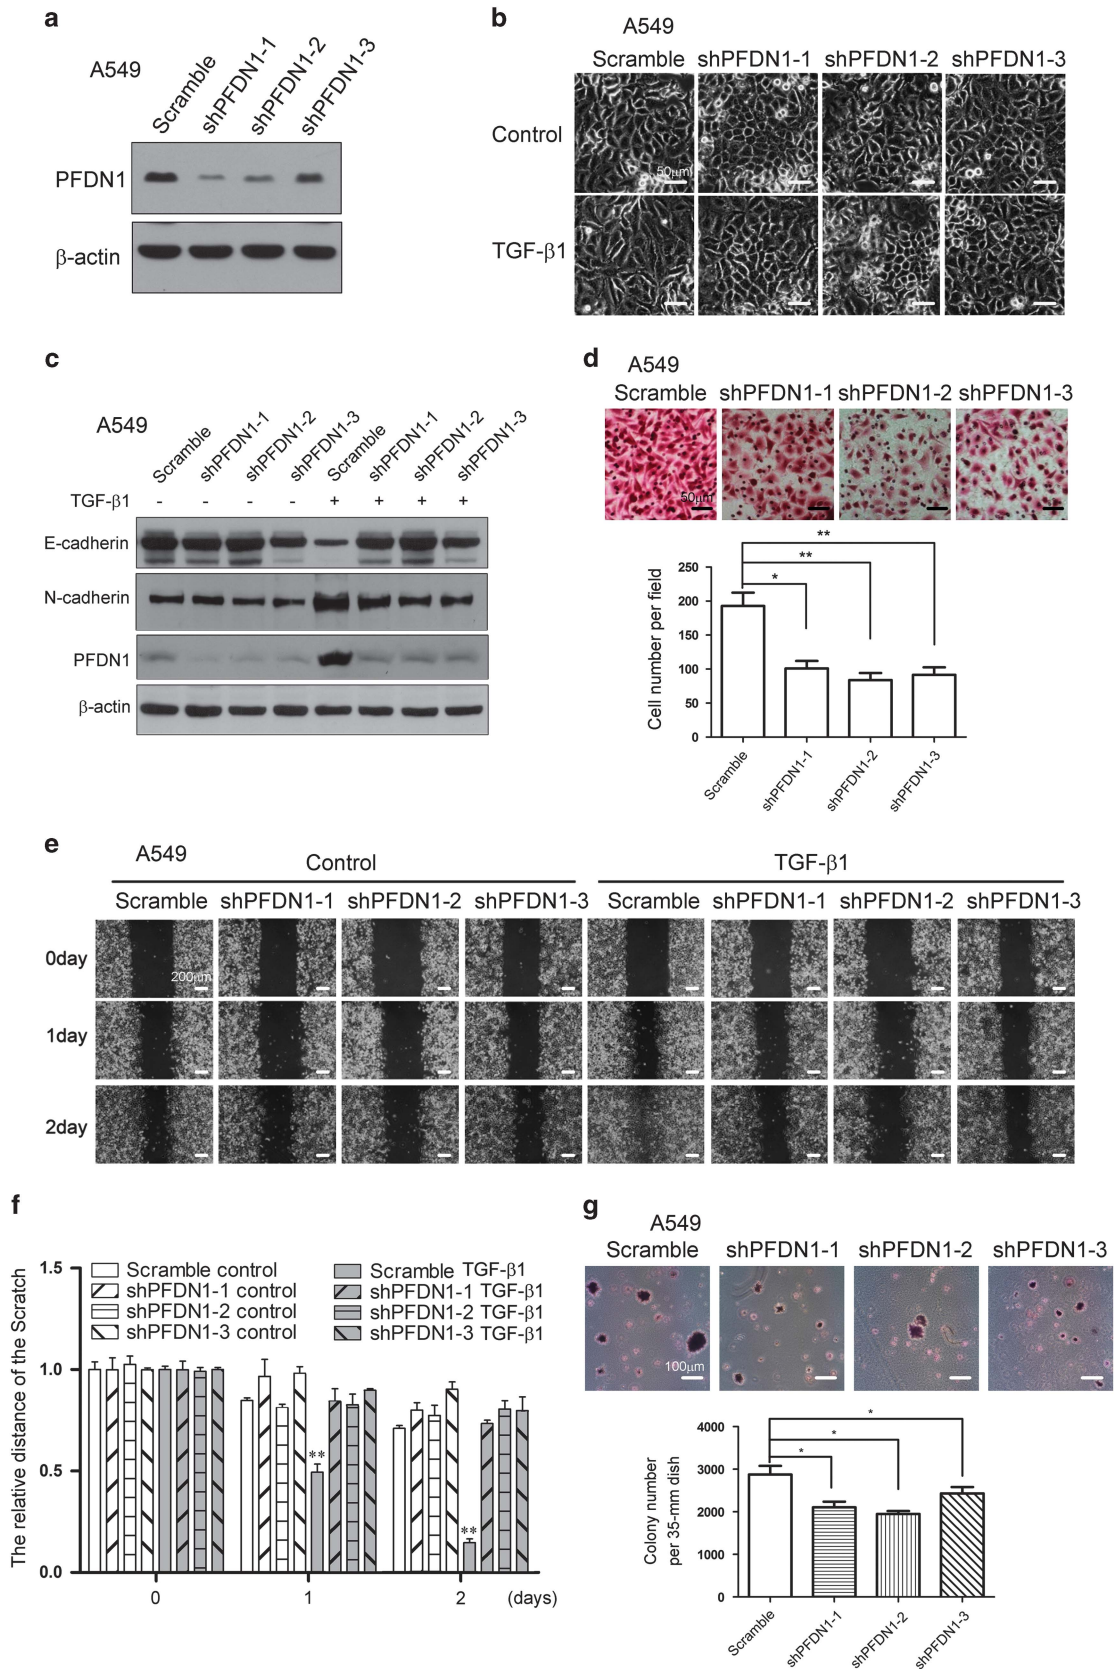 a
A549
Scramble
shPFDN1-1
shPFDN1-2
shPFDN1-3
PFDN1
β-actin
b
A549
Scramble shPFDN1-1 shPFDN1-2 shPFDN1-3
Control
50μm
TGF-β1
c
A549
Scramble
shPFDN1-1
shPFDN1-2
shPFDN1-3
Scramble
shPFDN1-1
shPFDN1-2
shPFDN1-3
TGF-β1 - - - - + + + +
E-cadherin
N-cadherin
PFDN1
β-actin
d
A549
Scramble shPFDN1-1 shPFDN1-2 shPFDN1-3
50μm
**
**
*
Cell number per field
250
200
150
100
50
0
Scramble
shPFDN1-1
shPFDN1-2
shPFDN1-3
e
A549
Control TGF-β1
Scramble shPFDN1-1 shPFDN1-2 shPFDN1-3 Scramble shPFDN1-1 shPFDN1-2 shPFDN1-3
0day
200μm
1day
2day
f
The relative distance of the Scratch
1.5
1.0
0.5
0.0
Scramble control
shPFDN1-1 control
shPFDN1-2 control
shPFDN1-3 control
Scramble TGF-β1
shPFDN1-1 TGF-β1
shPFDN1-2 TGF-β1
shPFDN1-3 TGF-β1
**
**
0 1 2 (days)
g
A549
Scramble shPFDN1-1 shPFDN1-2 shPFDN1-3
100μm
*
*
*
Colony number
per 35-mm dish
4000
3000
2000
1000
0
Scramble
shPFDN1-1
shPFDN1-2
shPFDN1-3